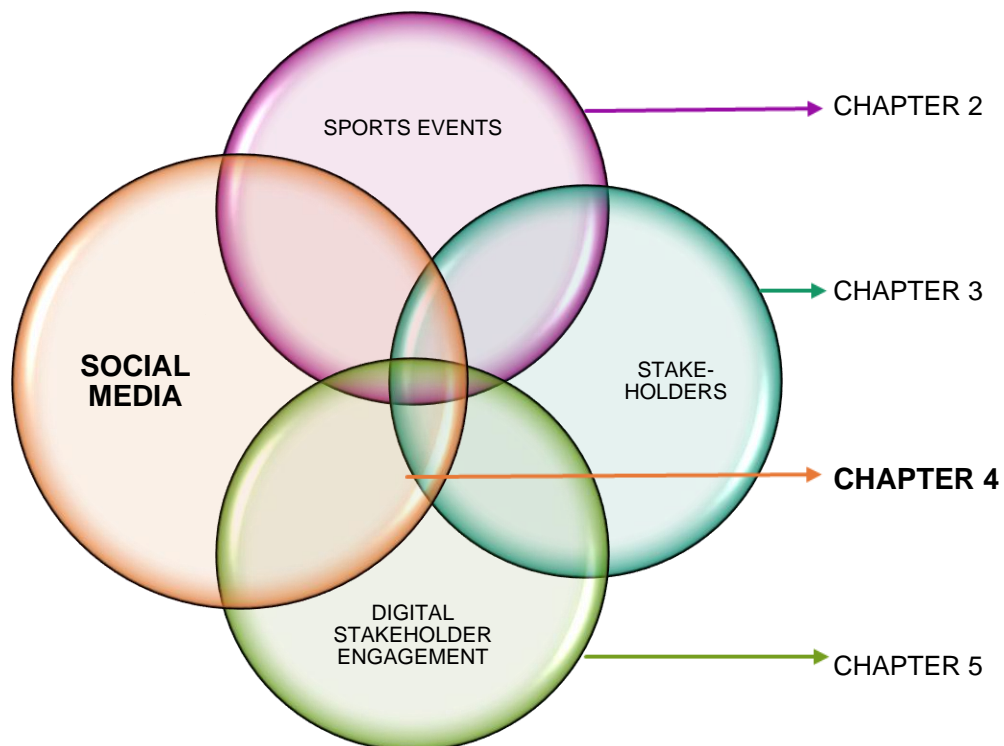 SPORTS EVENTS
CHAPTER 2
CHAPTER 3
SOCIAL
MEDIA
STAKE-
HOLDERS
CHAPTER 4
DIGITAL
STAKEHOLDER
ENGAGEMENT
CHAPTER 5